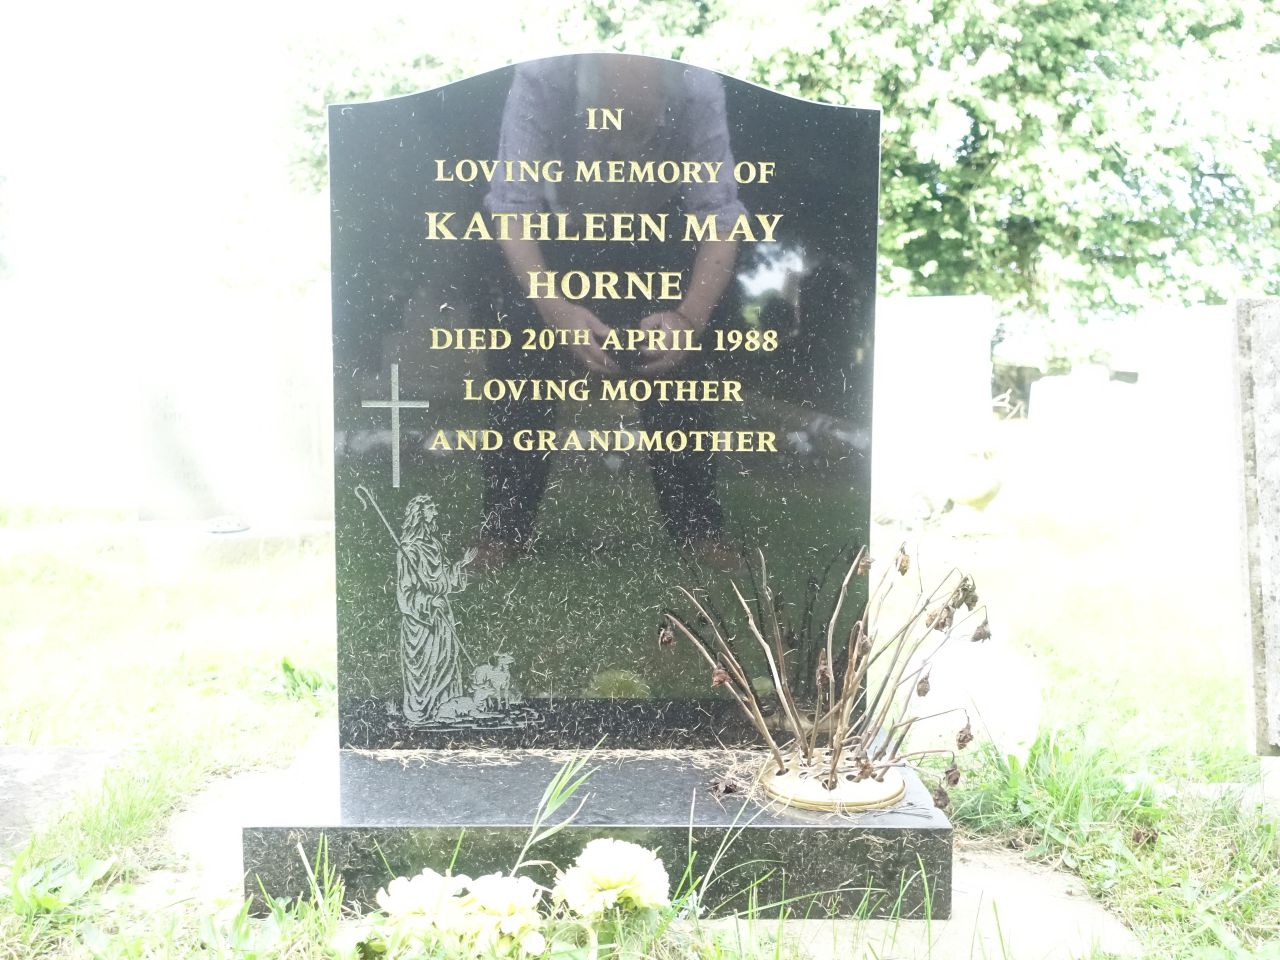 IN
LOVING MEMORY OF
KATHLEEN MAY
HORNE
DIED 20TH APRIL 1988
LOVING MOTHER
AND GRANDMOTHER